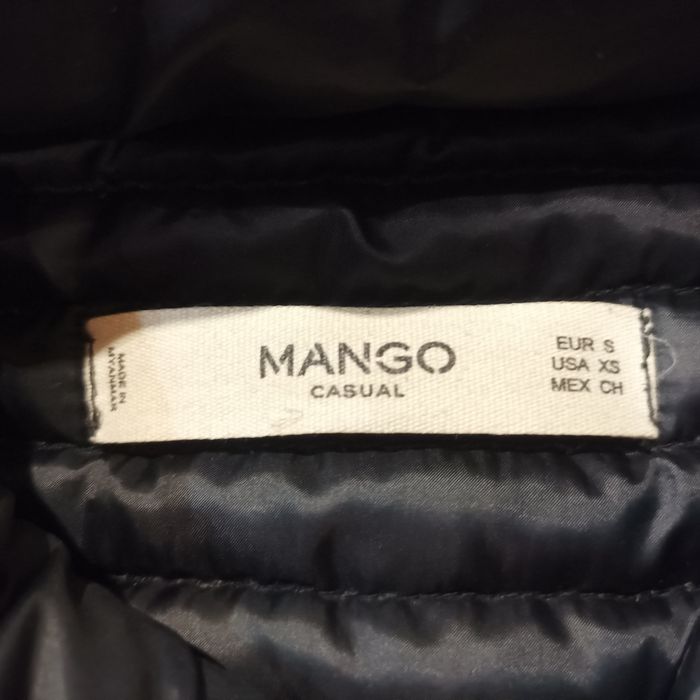 MADE IN
MYANMAR
MANGO
CASUAL
EUR S
USA XS
MEX CH